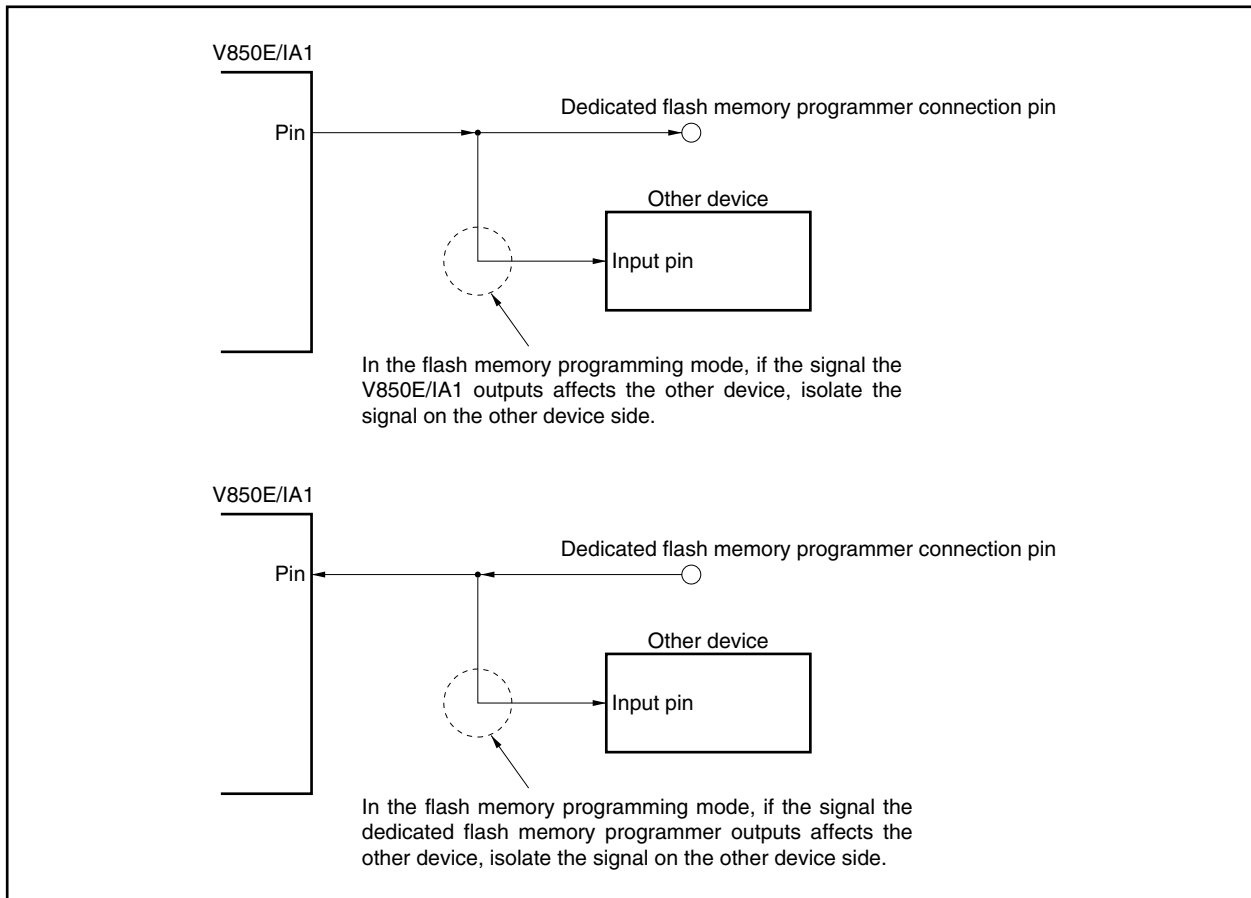 V850E/IA1
Dedicated flash memory programmer connection pin
Pin
Other device
Input pin
In the flash memory programming mode, if the signal the
V850E/IA1 outputs affects the other device, isolate the
signal on the other device side.
V850E/IA1
Dedicated flash memory programmer connection pin
Pin
Other device
Input pin
In the flash memory programming mode, if the signal the
dedicated flash memory programmer outputs affects the
other device, isolate the signal on the other device side.